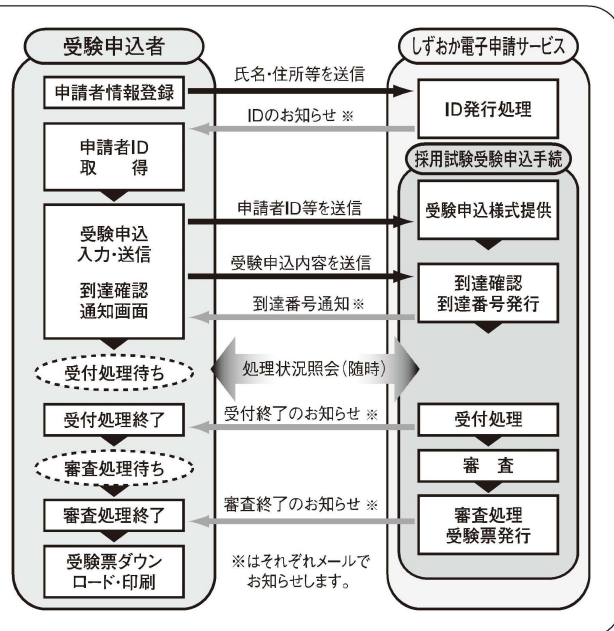 受験申込者
しずおか電子申請サービス
申請者情報登録
氏名・住所等を送信
ID発行処理
IDのお知らせ ※
申請者ID
取　得
採用試験受験申込手続
申請者ID等を送信
受験申込様式提供
受験申込
入力・送信
到達確認
通知画面
受験申込内容を送信
到達確認
到達番号発行
到達番号通知※
受付処理待ち
処理状況照会(随時)
受付処理終了
受付終了のお知らせ ※
受付処理
審査処理待ち
審　査
審査処理終了
審査終了のお知らせ ※
審査処理
受験票発行
受験票ダウン
ロード・印刷
※はそれぞれメールで
お知らせします。